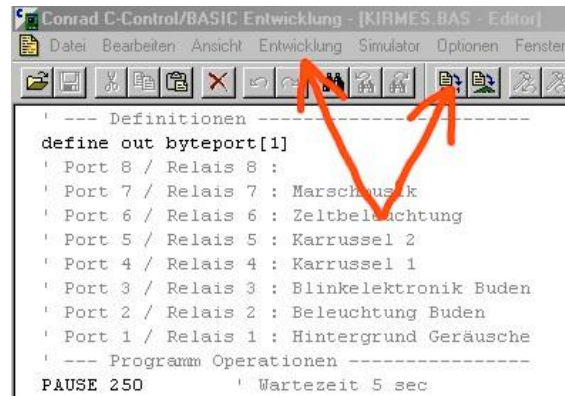 Conrad C-Control/BASIC Entwicklung - [KIRMES.BAS - Editor]
Datei Bearbeiten Ansicht Entwicklung Simulator Optionen Fenster
' --- Definitionen -----------------------
define out byteport[1]
' Port 8 / Relais 8 :
' Port 7 / Relais 7 : Marschmusik
' Port 6 / Relais 6 : Zeltbeleuchtung
' Port 5 / Relais 5 : Karrussel 2
' Port 4 / Relais 4 : Karrussel 1
' Port 3 / Relais 3 : Blinkelektronik Buden
' Port 2 / Relais 2 : Beleuchtung Buden
' Port 1 / Relais 1 : Hintergrund Geräusche
' --- Programm Operationen ---------------
PAUSE 250 ' Wartezeit 5 sec